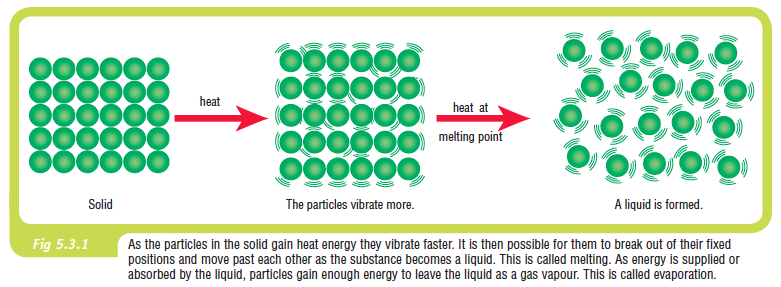 heat
heat at
melting point
Solid
The particles vibrate more.
A liquid is formed.
Fig 5.3.1
As the particles in the solid gain heat energy they vibrate faster. It is then possible for them to break out of their fixed
positions and move past each other as the substance becomes a liquid. This is called melting. As energy is supplied or
absorbed by the liquid, particles gain enough energy to leave the liquid as a gas vapour. This is called evaporation.